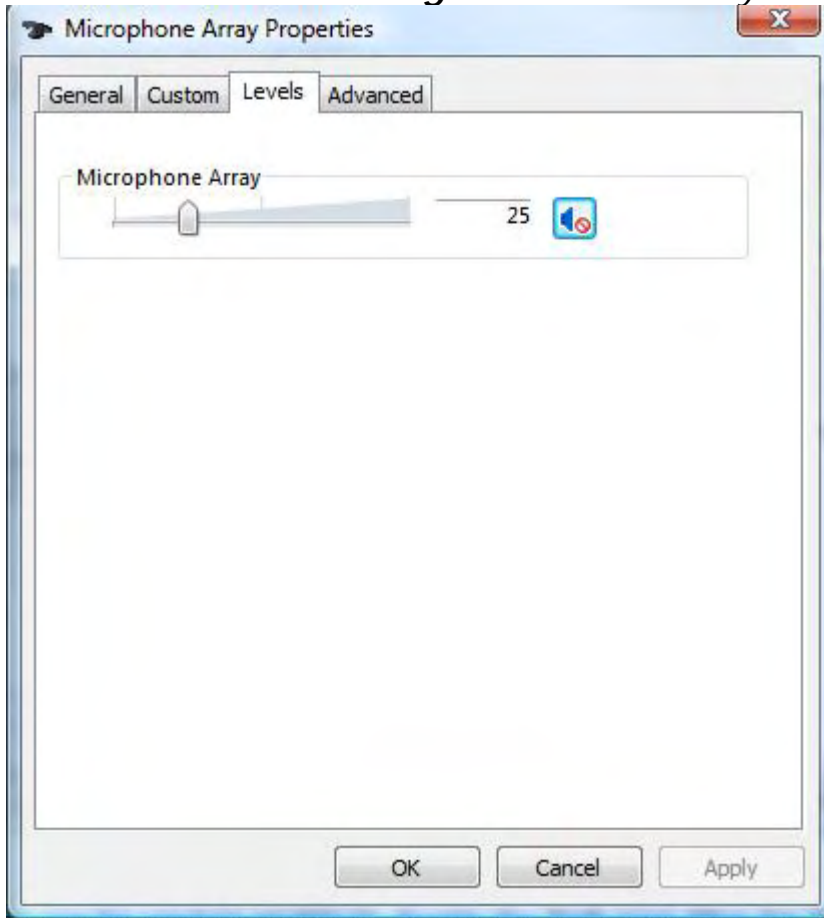 Microphone Array Properties
General Custom Levels Advanced
Microphone Array
25
OK Cancel Apply